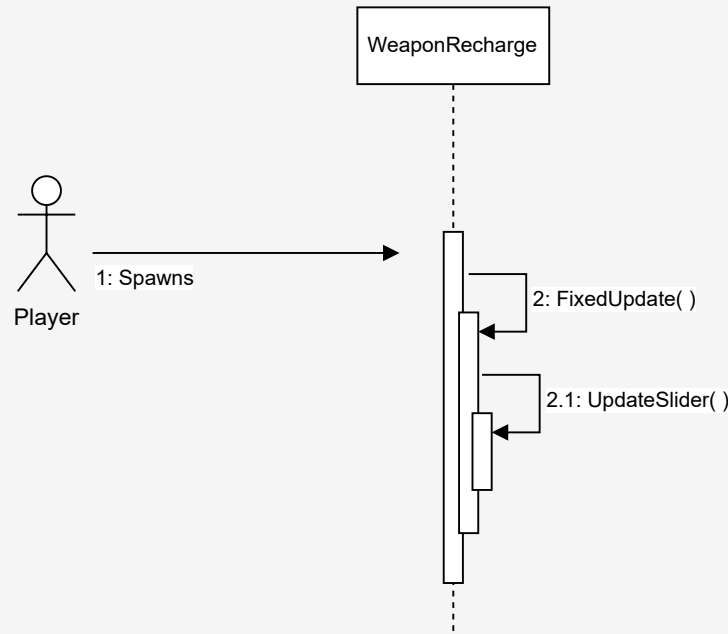 WeaponRecharge
1: Spawns
Player
2: FixedUpdate( )
2.1: UpdateSlider( )